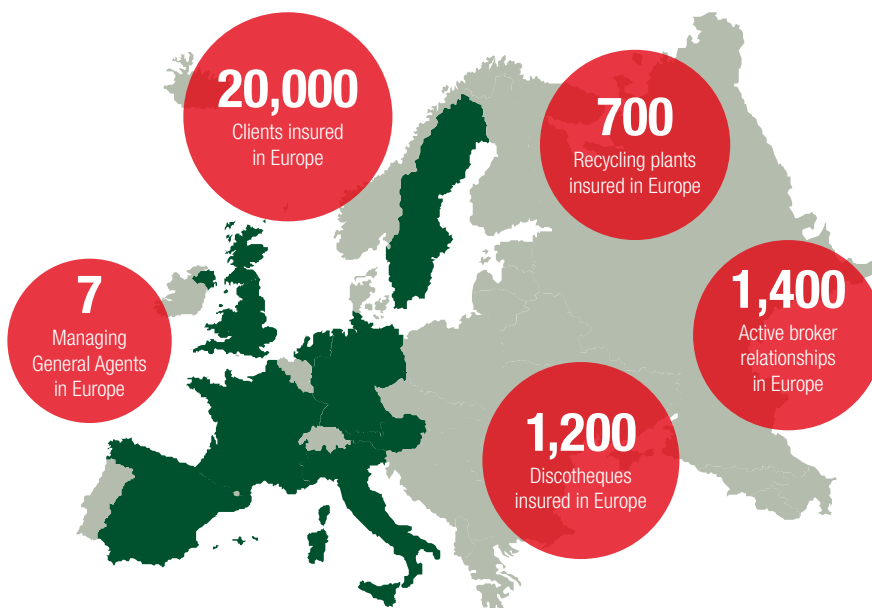 20,000
Clients insured
in Europe
700
Recycling plants
insured in Europe
7
Managing
General Agents
in Europe
1,400
Active broker
relationships
in Europe
1,200
Discotheques
insured in Europe